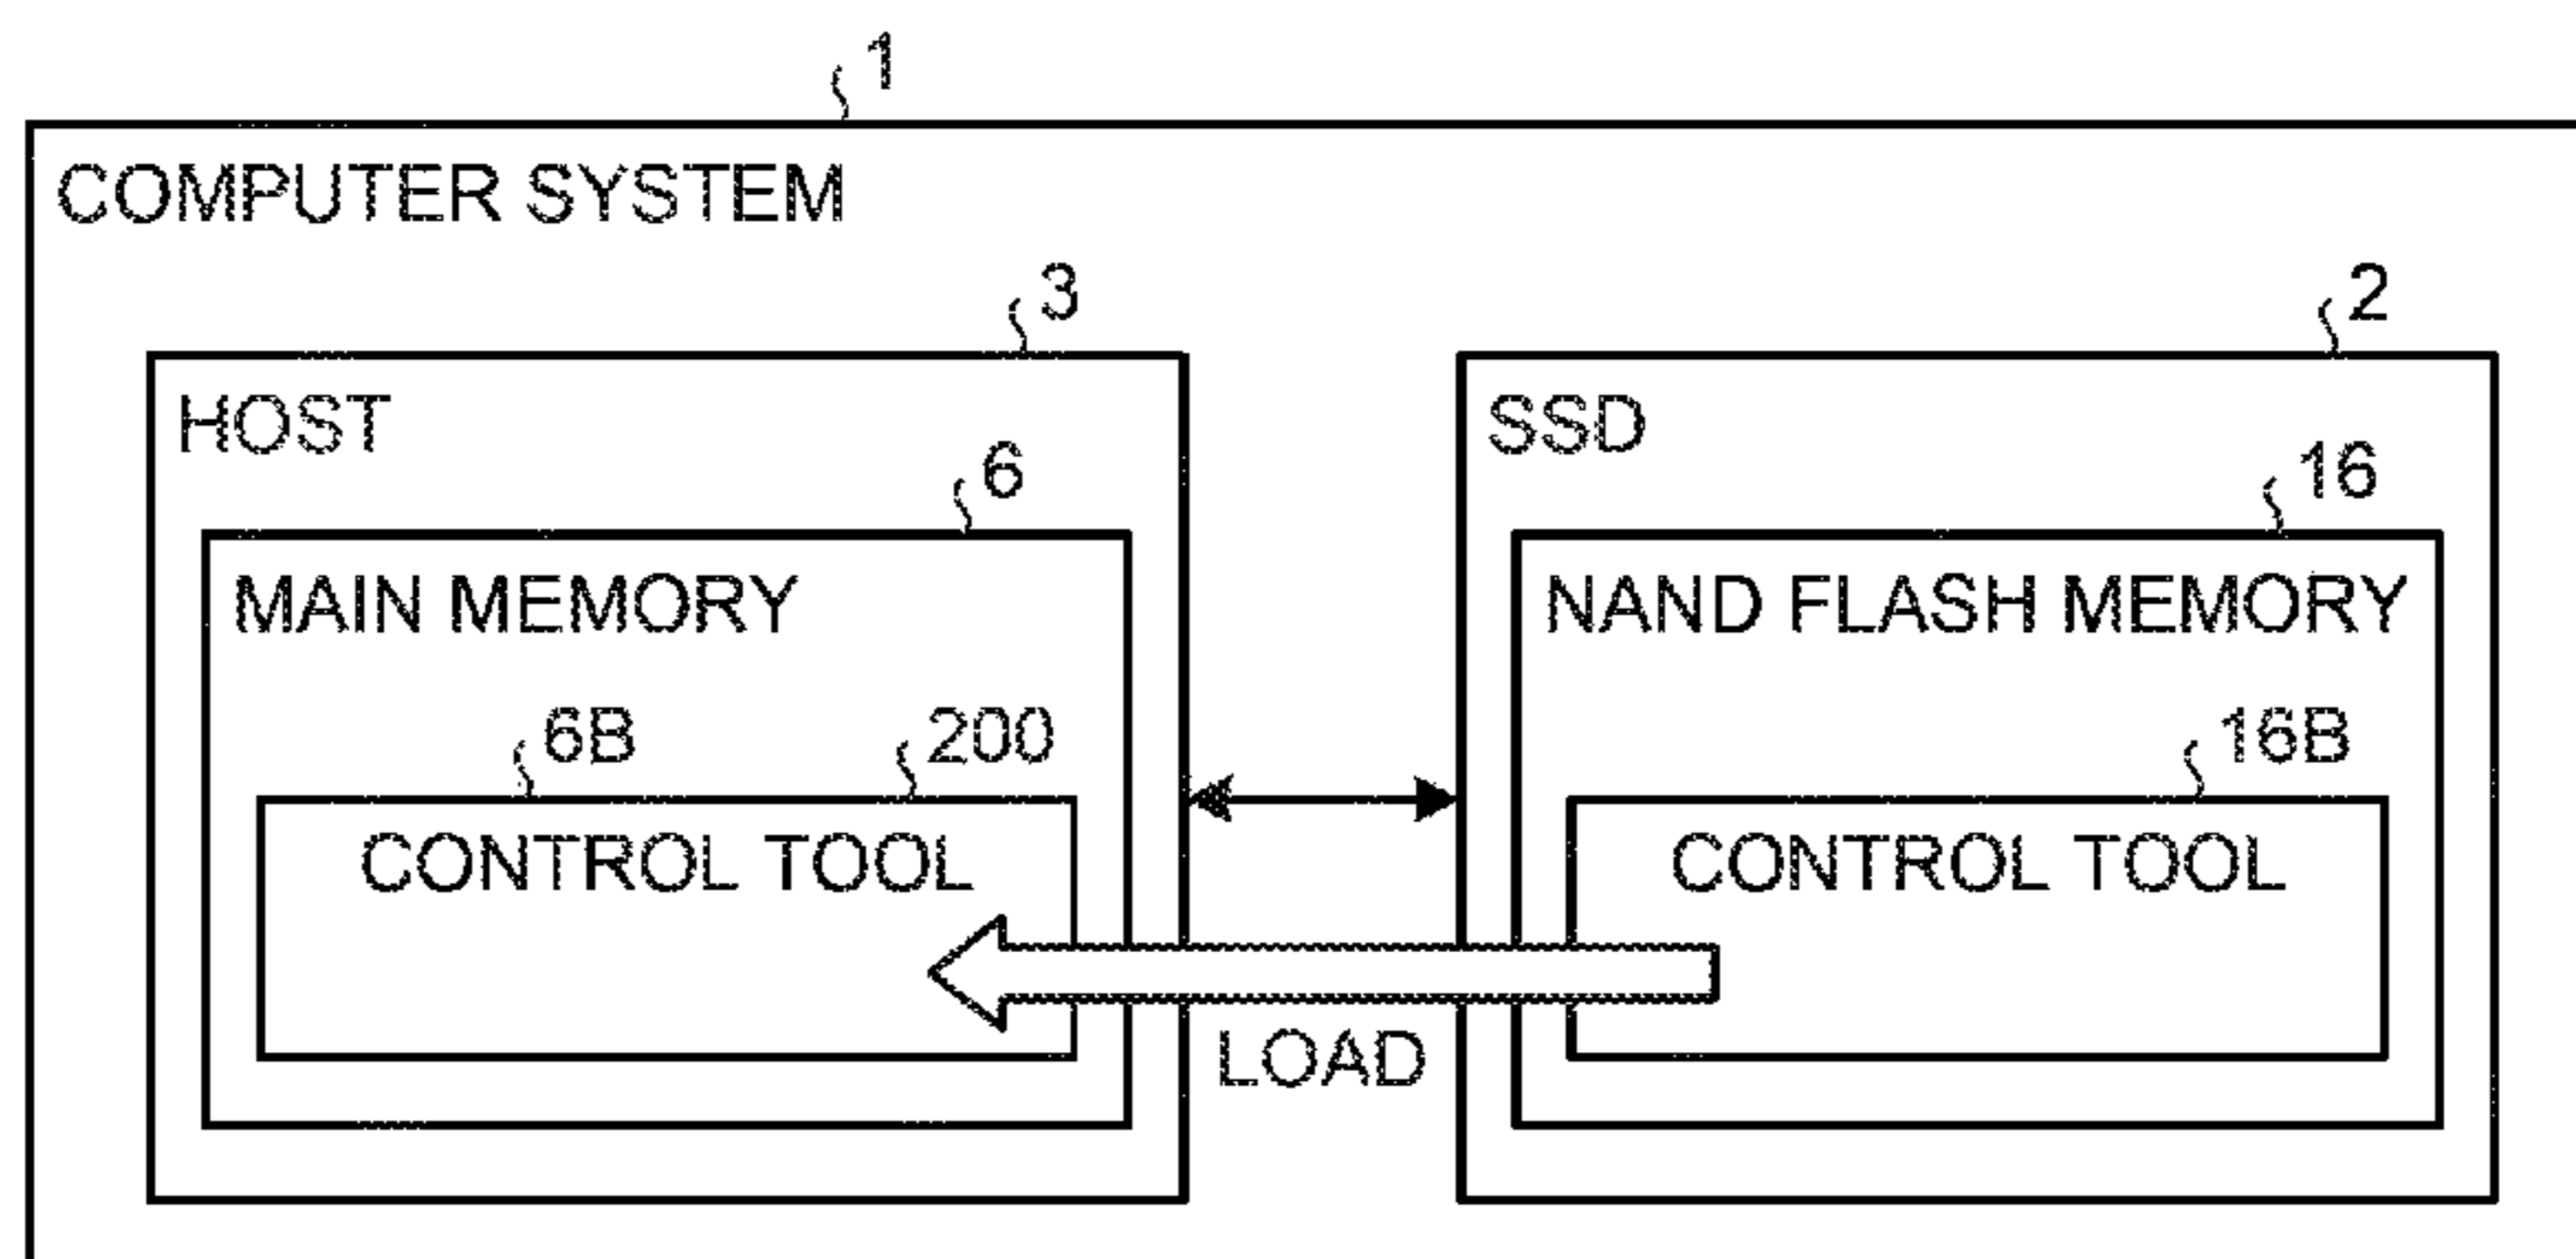 1
COMPUTER SYSTEM
3
2
HOST
SSD
6
16
MAIN MEMORY
NAND FLASH MEMORY
6B
200
16B
CONTROL TOOL
CONTROL TOOL
LOAD